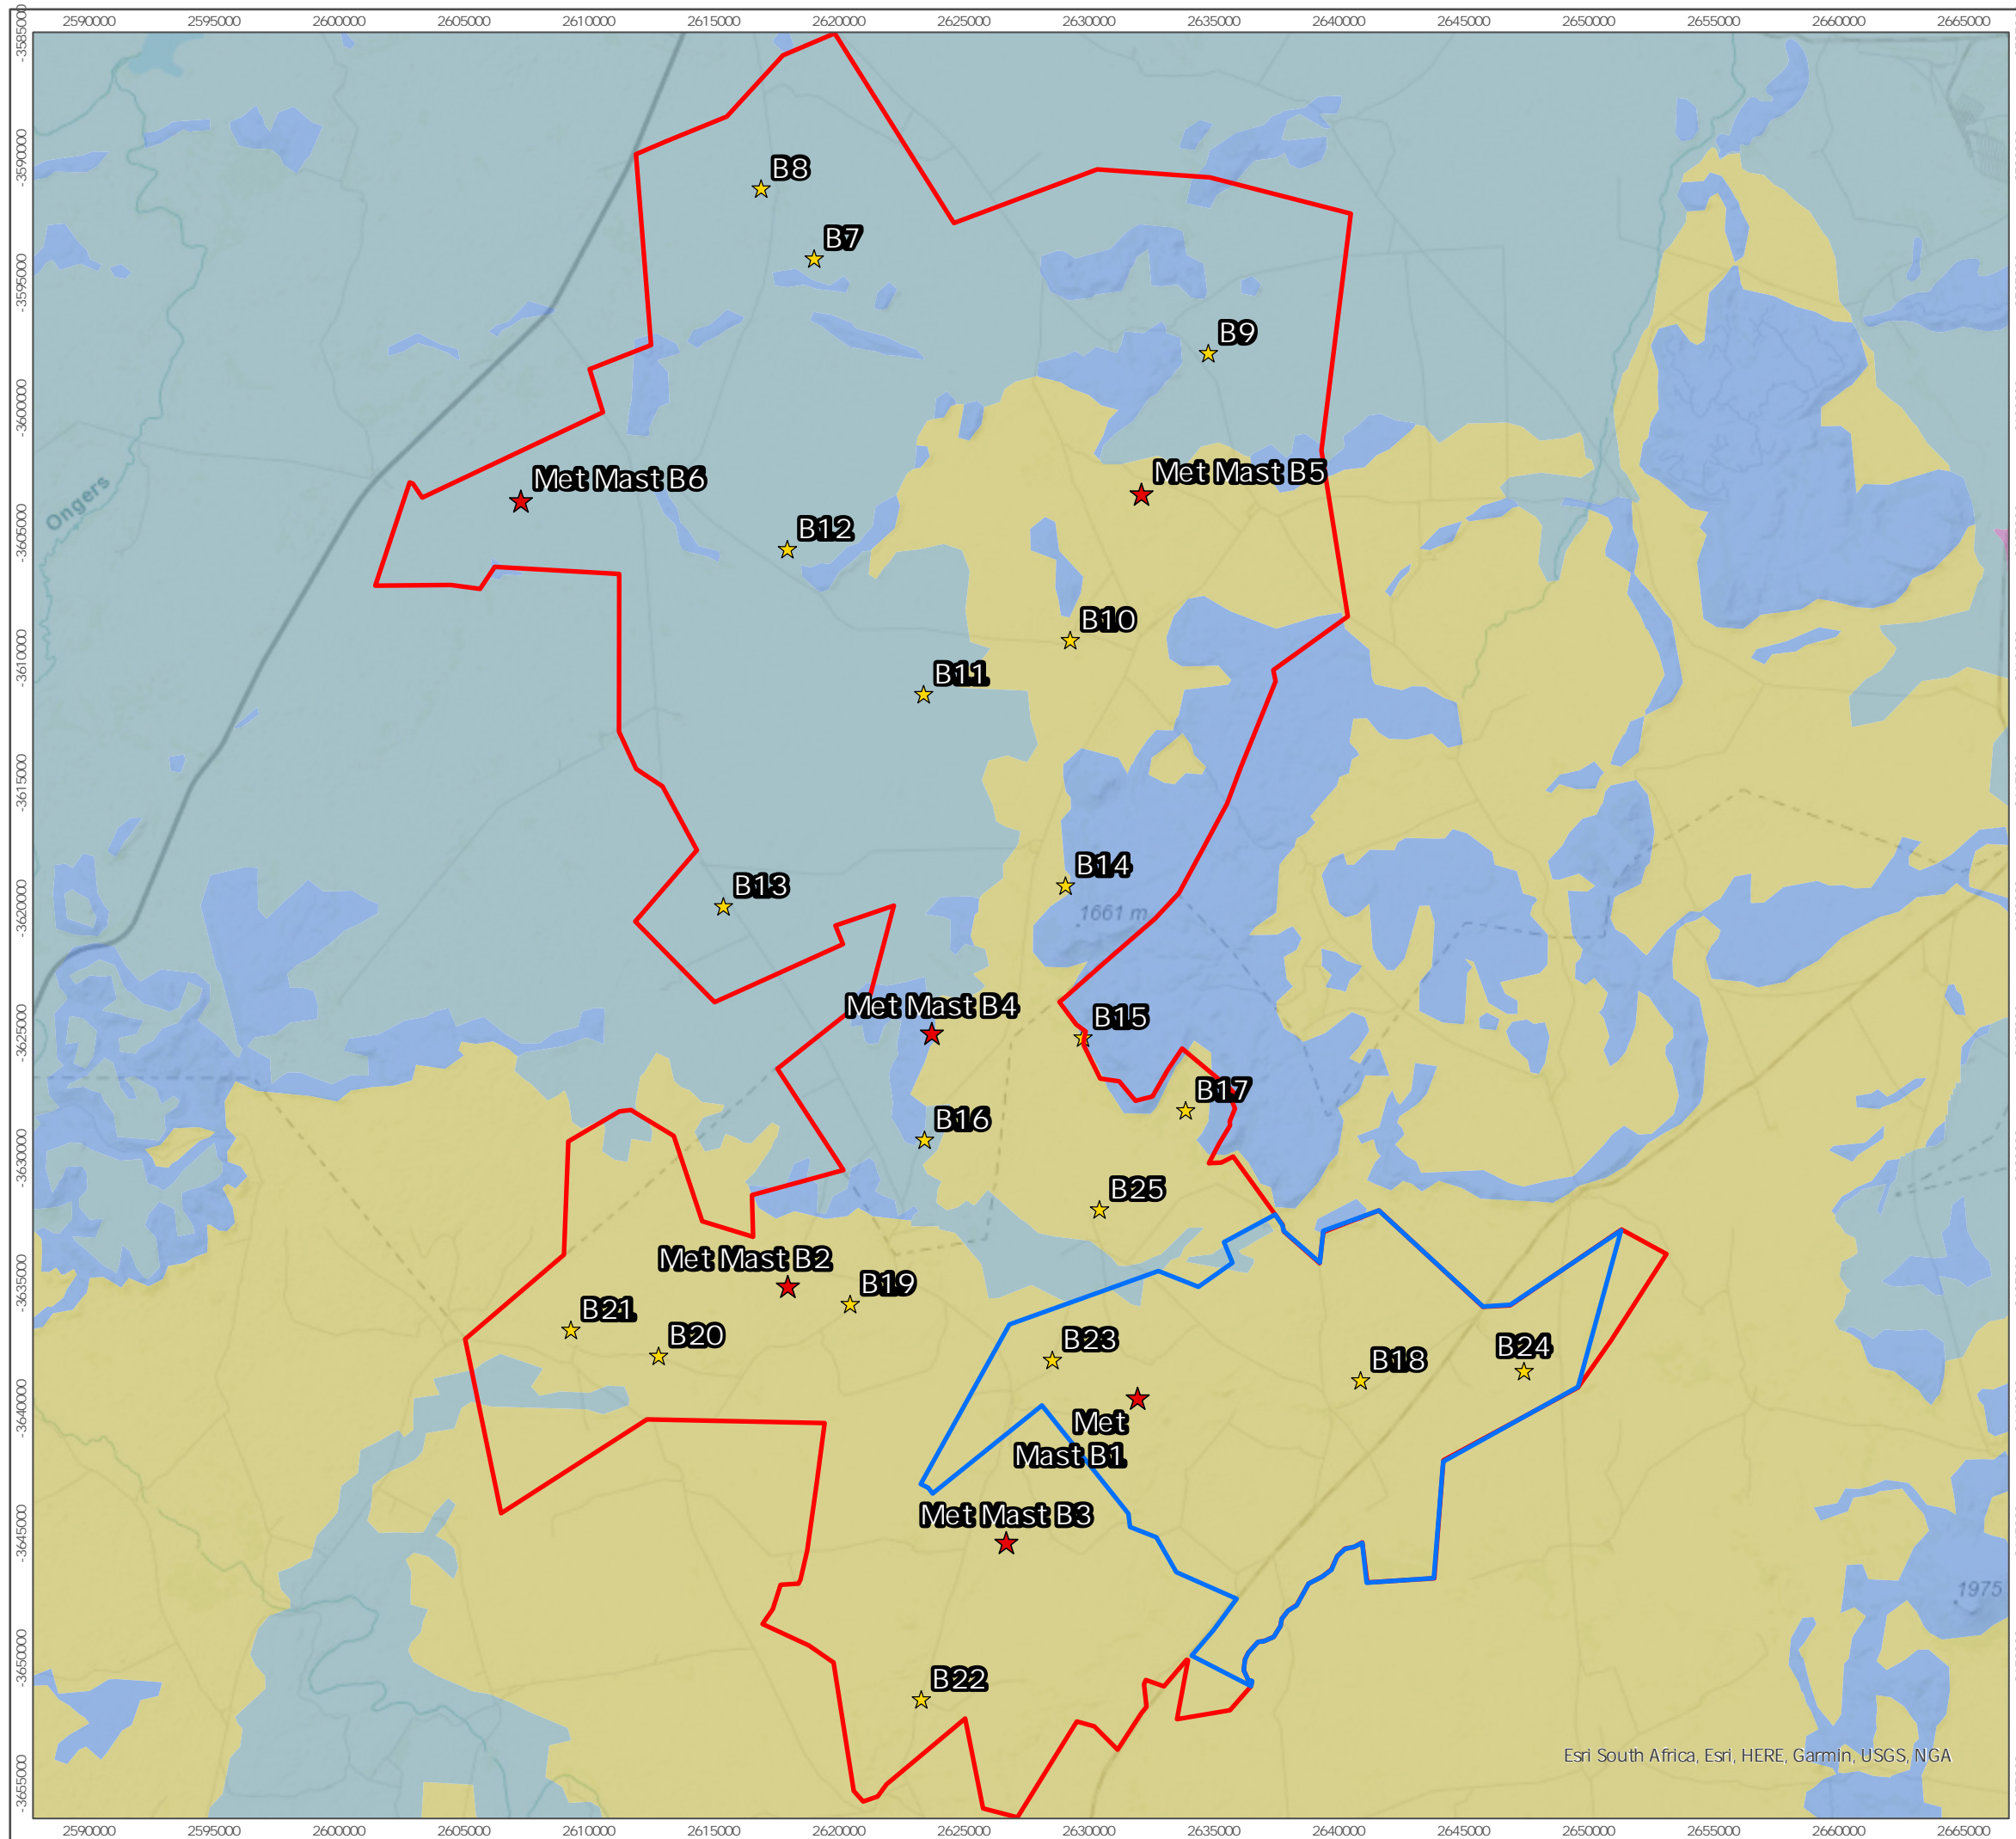 2590000 2595000 2600000 2605000 2610000 2615000 2620000 2625000 2630000 2635000 2640000 2645000 2650000 2655000 2660000 2665000
-3585000
-3590000
-3595000
-3600000
-3605000
-3610000
-3615000
-3620000
-3625000
-3630000
-3635000
-3640000
-3645000
-3650000
-3655000
B8
B7
B9
Met Mast B6
Met Mast B5
Ongers
B12
B10
B11
B14
B13
1661 m
Met Mast B4
B15
B17
B16
B25
Met Mast B2
B19
B21
B20
B23
B24
B18
Met
Mast B1
Met Mast B3
1975
B22
Esri South Africa, Esri, HERE, Garmin, USGS, NGA
2590000 2595000 2600000 2605000 2610000 2615000 2620000 2625000 2630000 2635000 2640000 2645000 2650000 2655000 2660000 2665000